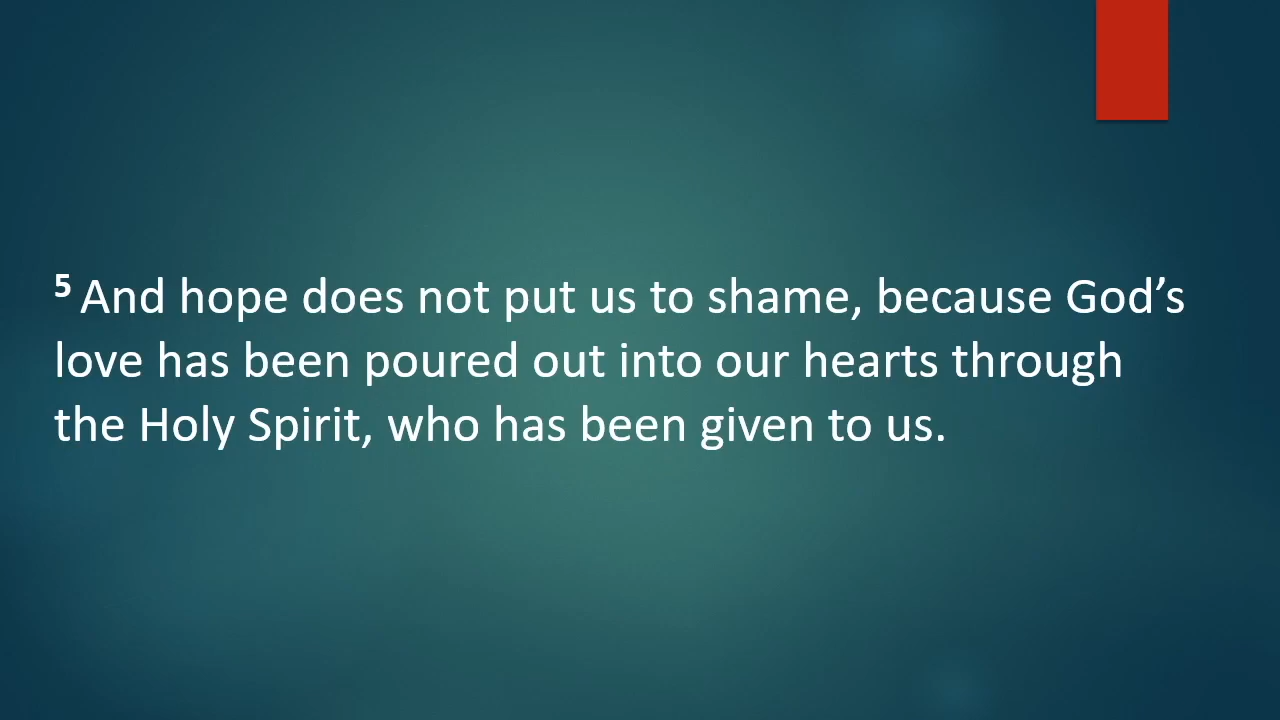 5 And hope does not put us to shame, because God’s
love has been poured out into our hearts through
the Holy Spirit, who has been given to us.